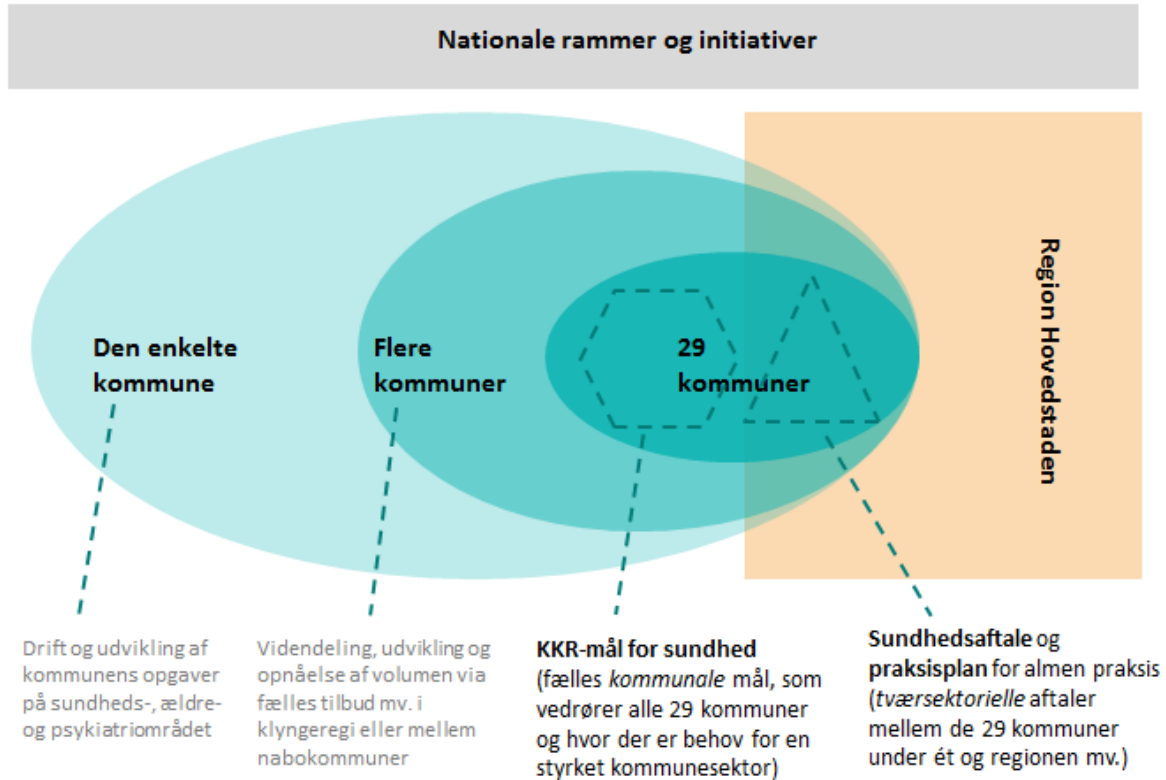 Nationale rammer og initiativer
Den enkelte
kommune
Flere
kommuner
29
kommuner
Region Hovedstaden
Drift og udvikling af
kommunens opgaver
på sundheds-, ældre-
og psykiatriområdet
Videndeling, udvikling og
opnåelse af volumen via
fælles tilbud mv. i
klyngeregi eller mellem
nabokommuner
KKR-mål for sundhed
(fælles kommunale mål, som
vedrører alle 29 kommuner
og hvor der er behov for en
styrket kommunesektor)
Sundhedsaftale og
praksisplan for almen praksis
(tværsektorielle aftaler
mellem de 29 kommuner
under ét og regionen mv.)